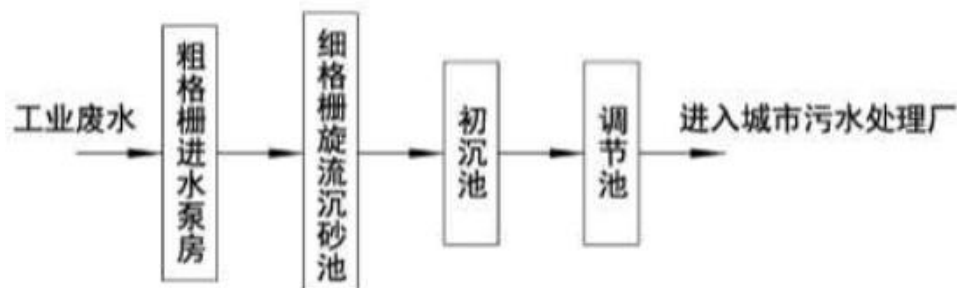 工业废水
粗格栅进水泵房
细格栅旋流沉砂池
初沉池
调节池
进入城市污水处理厂